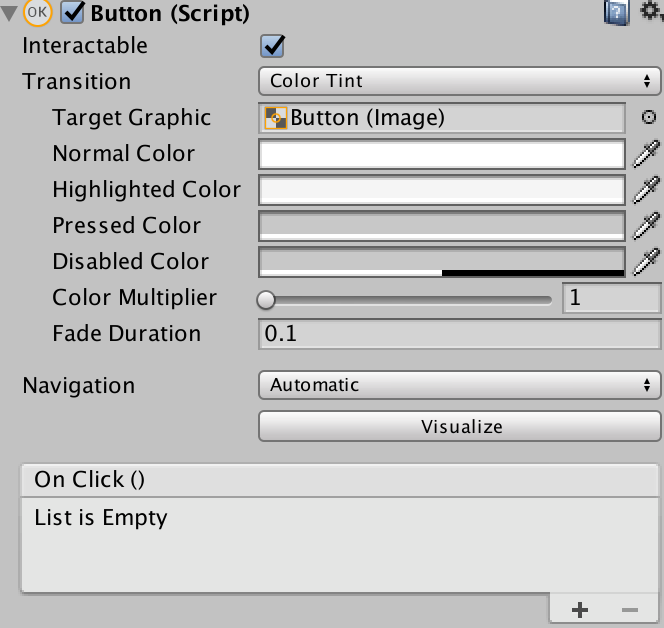 OK Button (Script)
Interactable
Transition Color Tint
Target Graphic Button (Image)
Normal Color
Highlighted Color
Pressed Color
Disabled Color
Color Multiplier 1
Fade Duration 0.1
Navigation Automatic
Visualize
On Click ()
List is Empty